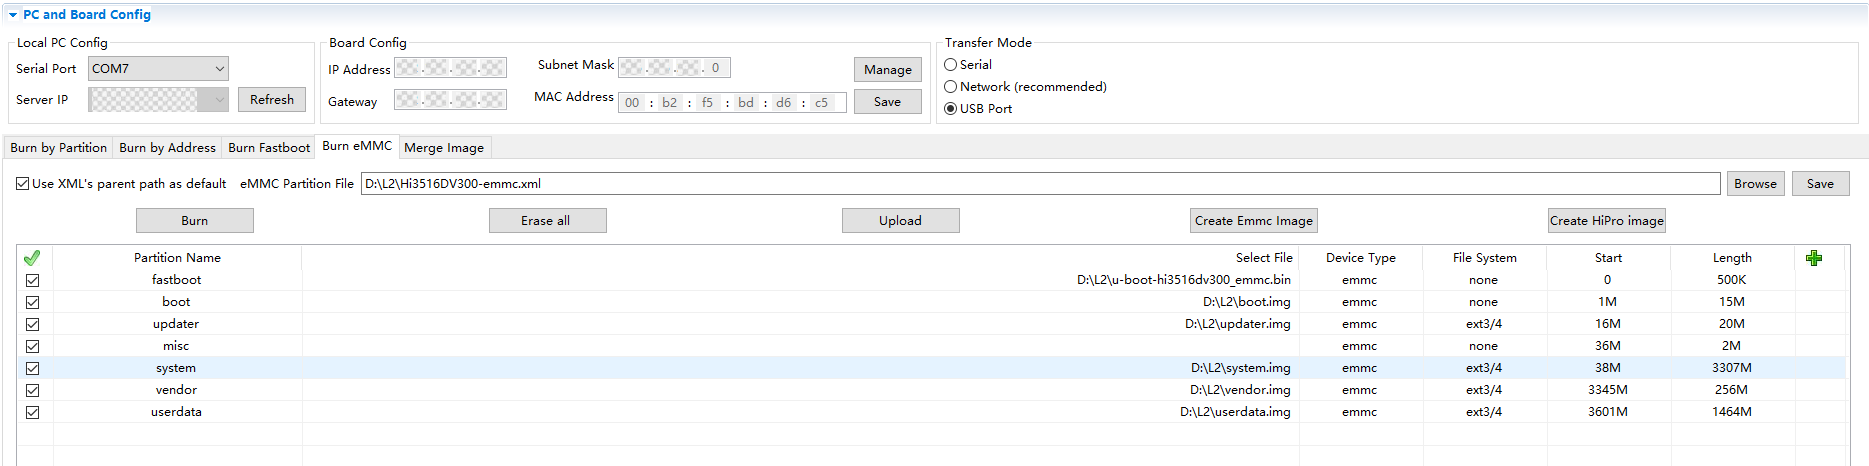 PC and Board Config
Local PC Config
Serial Port COM7
Server IP Refresh
Board Config
IP Address . . . Subnet Mask . . . 0 Manage
Gateway . . . MAC Address 00 : b2 : f5 : bd : d6 : c5 Save
Transfer Mode
Serial
Network (recommended)
USB Port
Burn by Partition Burn by Address Burn Fastboot Burn eMMC Merge Image
Use XML's parent path as default eMMC Partition File D:\L2\Hi3516DV300-emmc.xml Browse Save
Burn Erase all Upload Create Emmc Image Create HiPro image
Partition Name Select File Device Type File System Start Length
fastboot D:\L2\u-boot-hi3516dv300_emmc.bin emmc none 0 500K
boot D:\L2\boot.img emmc none 1M 15M
updater D:\L2\updater.img emmc ext3/4 16M 20M
misc emmc none 36M 2M
system D:\L2\system.img emmc ext3/4 38M 3307M
vendor D:\L2\vendor.img emmc ext3/4 3345M 256M
userdata D:\L2\userdata.img emmc ext3/4 3601M 1464M